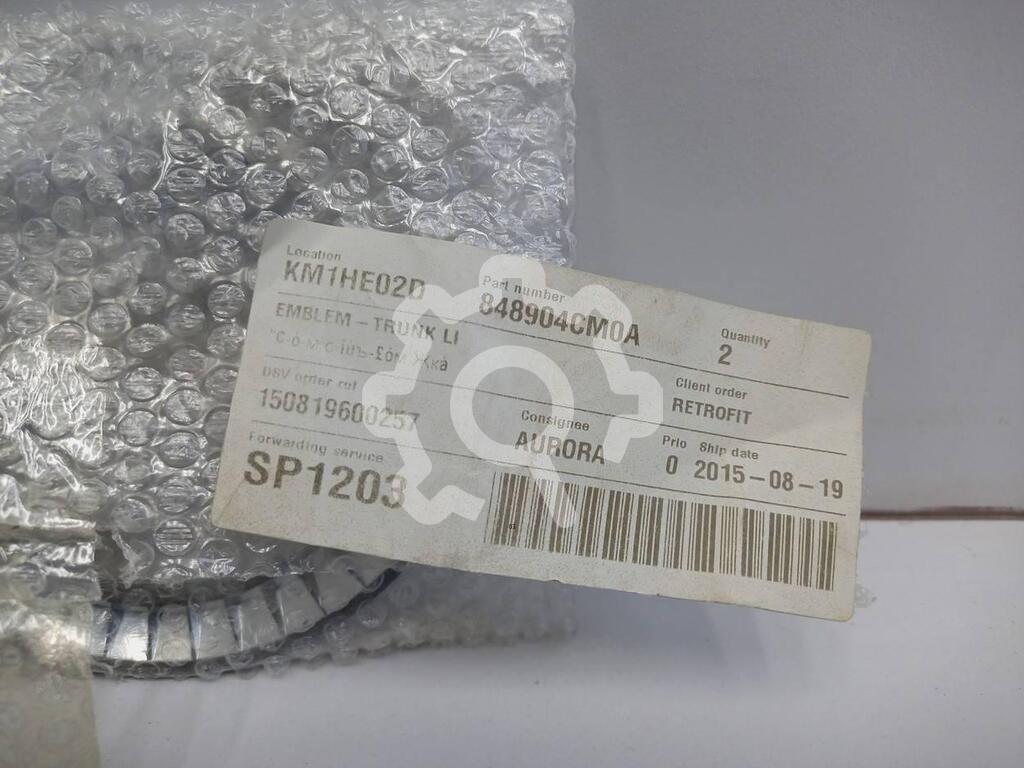 Location
KM1HE02D
Part number
848904CM0A
Quantity
2
EMBLEM - TRUNK LI
Client order
RETROFIT
DSV order
150819600257
Consignee
AURORA
Prio Ship date
0 2015-08-19
Forwarding service
SP1203